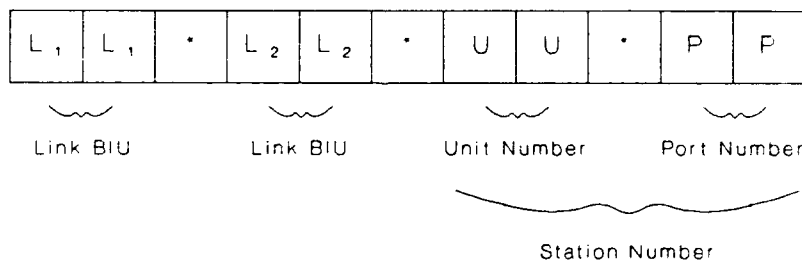 L₁ L₁ * L₂ L₂ * U U * P P
Link BIU Link BIU Unit Number Port Number
Station Number